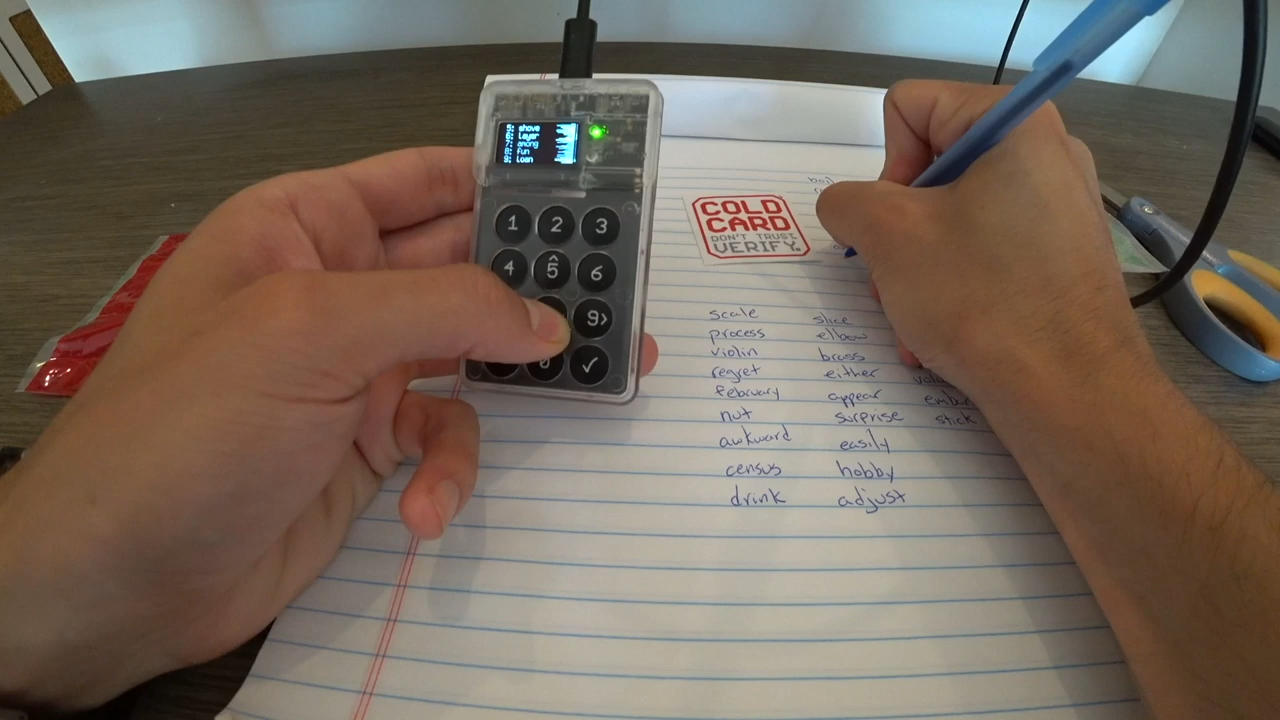 5: shove
6: layer
7: among
8: fun
9: loan
1 2 3
4 5 6
9>
COLD
CARD
DON'T TRUST.
VERIFY.
scale slice
process elbow
violin brass
regret either
february appear
nut surprise stick
awkward easily
census hobby
drink adjust